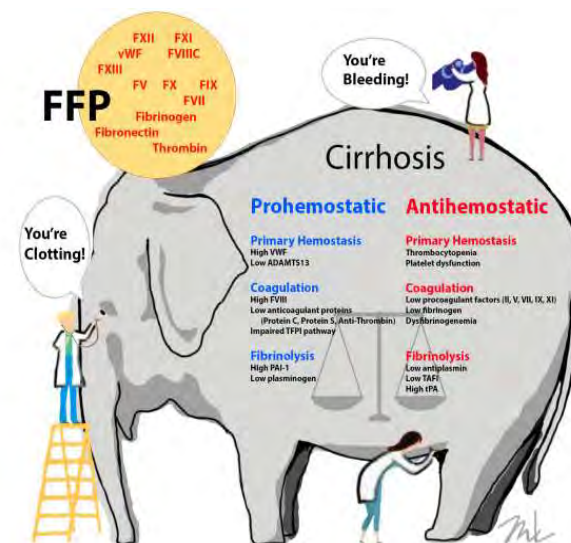 FXII FXI
vWF FVIIIC
FXIII
FV FX FIX
FVII
Fibrinogen
Fibronectin
Thrombin
FFP
You're
Bleeding!
You're
Clotting!
Cirrhosis
Prohemostatic
Primary Hemostasis
High VWF
Low ADAMTS13
Coagulation
High FVIII
Low anticoagulant proteins
(Protein C, Protein S, Anti-Thrombin)
Impaired TFPI pathway
Fibrinolysis
High PAI-1
Low plasminogen
Antihemostatic
Primary Hemostasis
Thrombocytopenia
Platelet dysfunction
Coagulation
Low procoagulant factors (II, V, VII, IX, XI)
Low fibrinogen
Dysfibrinogenemia
Fibrinolysis
Low antiplasmin
Low TAFI
High tPA